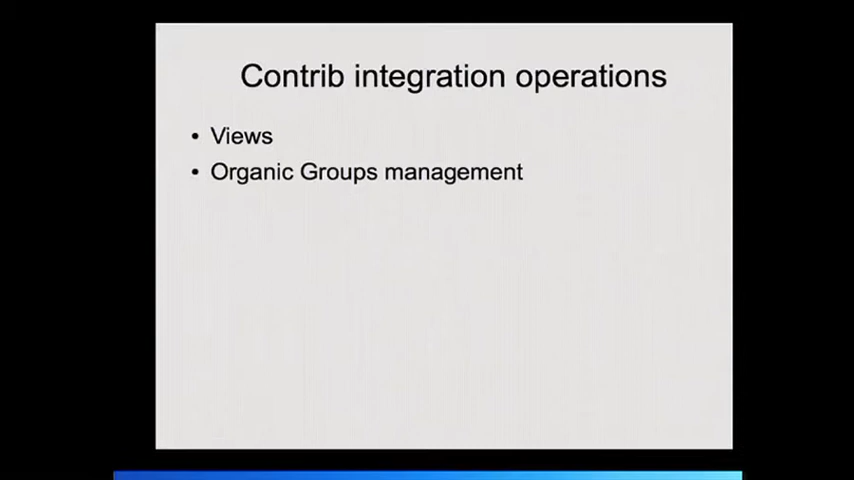 Contrib integration operations
• Views
• Organic Groups management